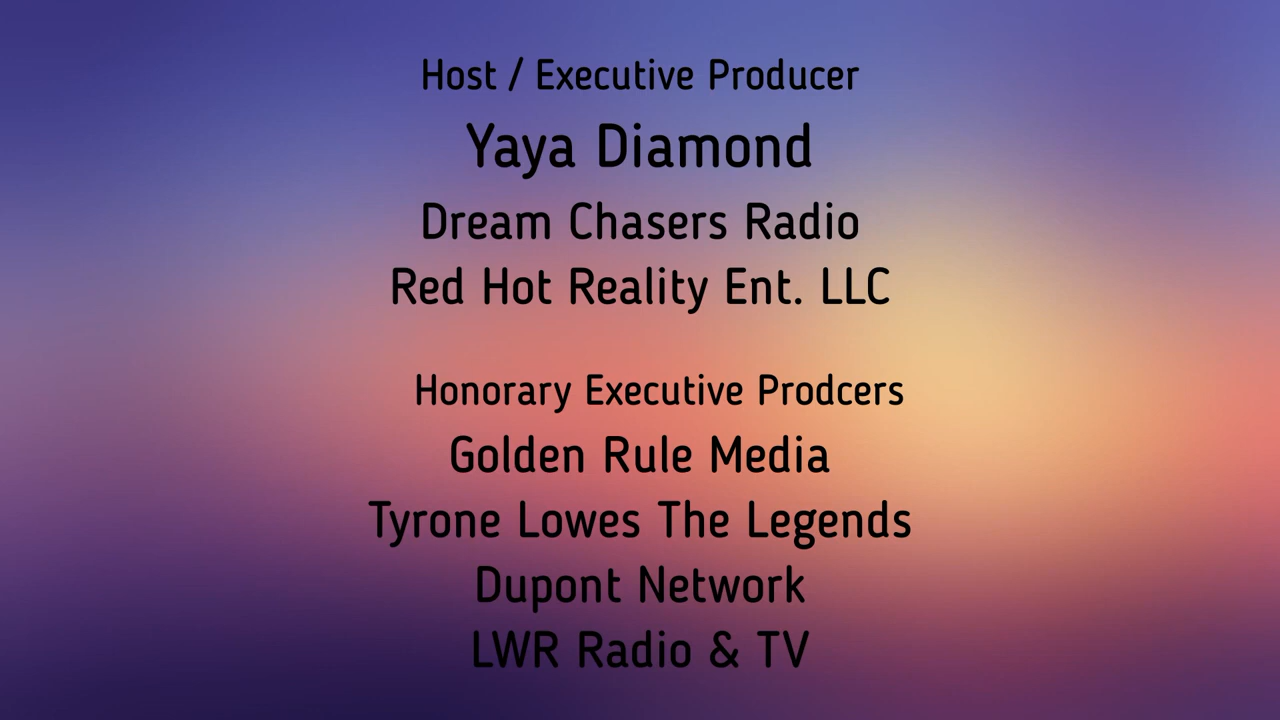 Host / Executive Producer
Yaya Diamond
Dream Chasers Radio
Red Hot Reality Ent. LLC
Honorary Executive Prodcers
Golden Rule Media
Tyrone Lowes The Legends
Dupont Network
LWR Radio & TV